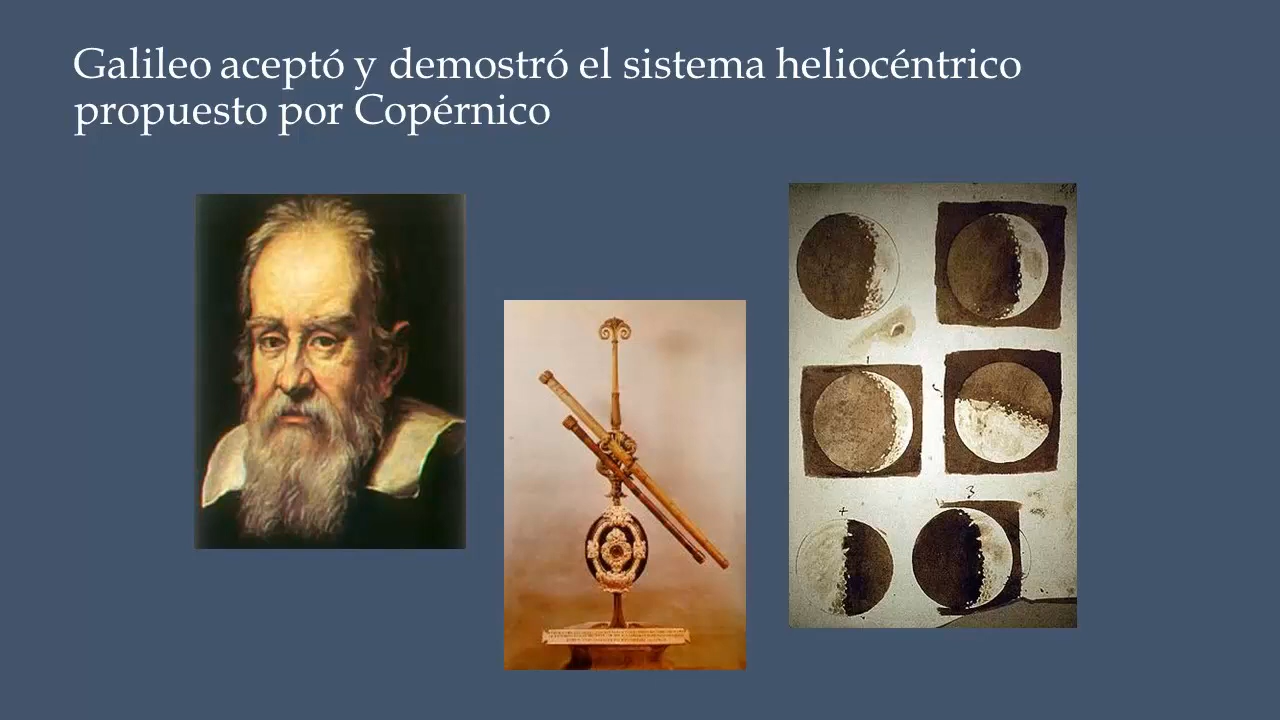 Galileo aceptó y demostró el sistema heliocéntrico
propuesto por Copérnico